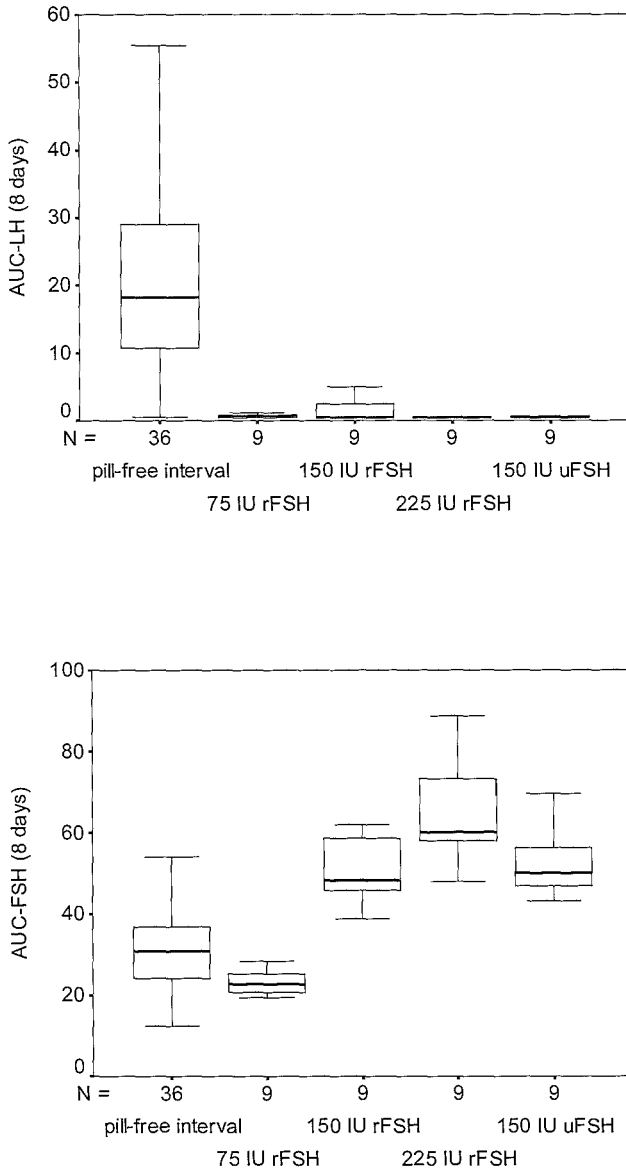 60
50
40
30
20
10
0
AUC-LH (8 days)
N = 36 9 9 9 9
pill-free interval 150 IU rFSH 150 IU uFSH
75 IU rFSH 225 IU rFSH
100
80
60
40
20
0
AUC-FSH (8 days)
N = 36 9 9 9 9
pill-free interval 150 IU rFSH 150 IU uFSH
75 IU rFSH 225 IU rFSH